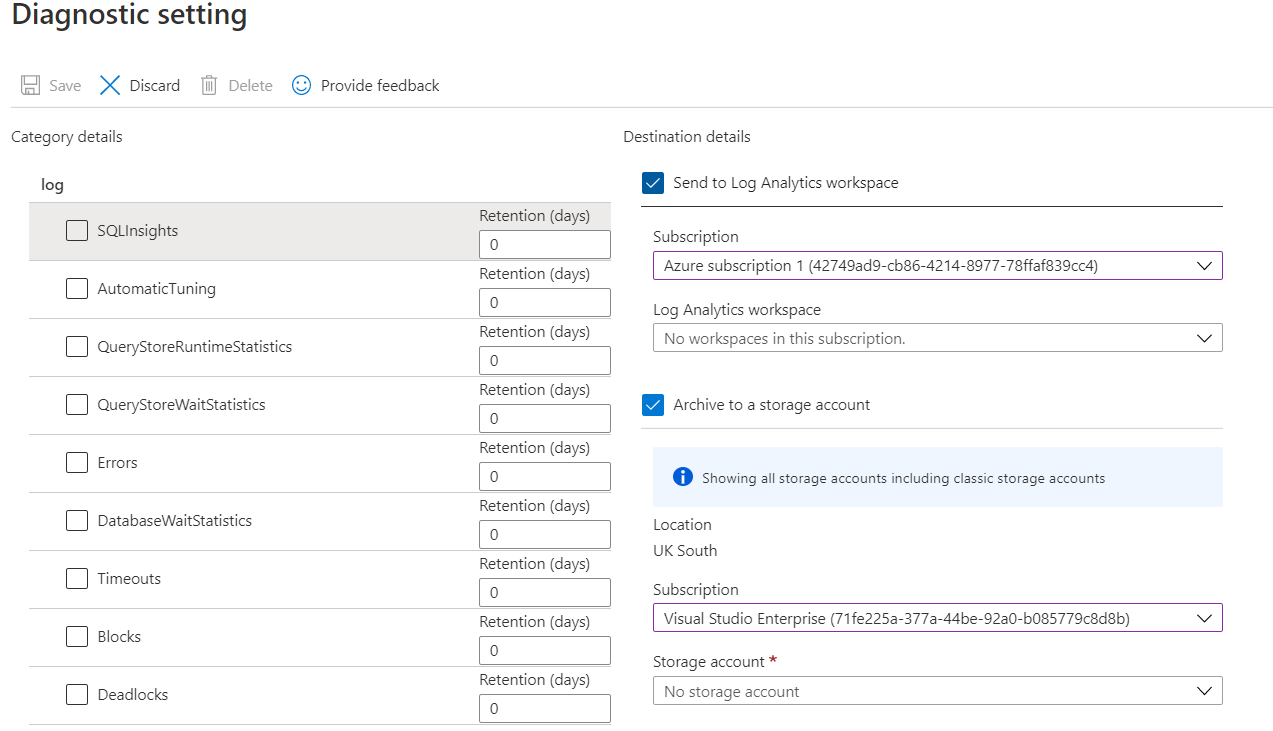 Diagnostic setting
Save Discard Delete Provide feedback
Category details
log
SQLInsights
Retention (days)
0
AutomaticTuning
Retention (days)
0
QueryStoreRuntimeStatistics
Retention (days)
0
QueryStoreWaitStatistics
Retention (days)
0
Errors
Retention (days)
0
DatabaseWaitStatistics
Retention (days)
0
Timeouts
Retention (days)
0
Blocks
Retention (days)
0
Deadlocks
Retention (days)
0
Destination details
Send to Log Analytics workspace
Subscription
Azure subscription 1 (42749ad9-cb86-4214-8977-78ffaf839cc4)
Log Analytics workspace
No workspaces in this subscription.
Archive to a storage account
Showing all storage accounts including classic storage accounts
Location
UK South
Subscription
Visual Studio Enterprise (71fe225a-377a-44be-92a0-b085779c8d8b)
Storage account *
No storage account